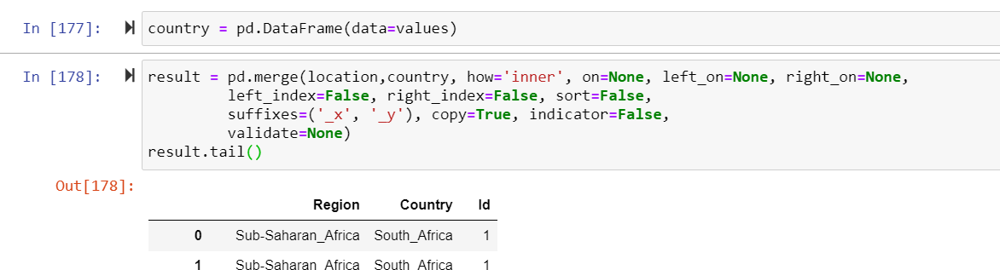 In [177]: country = pd.DataFrame(data=values)
In [178]: result = pd.merge(location,country, how='inner', on=None, left_on=None, right_on=None,
left_index=False, right_index=False, sort=False,
suffixes=('_x', '_y'), copy=True, indicator=False,
validate=None)
result.tail()
Out[178]:
Region Country Id
0 Sub-Saharan_Africa South_Africa 1
1 Sub-Saharan_Africa South_Africa 1